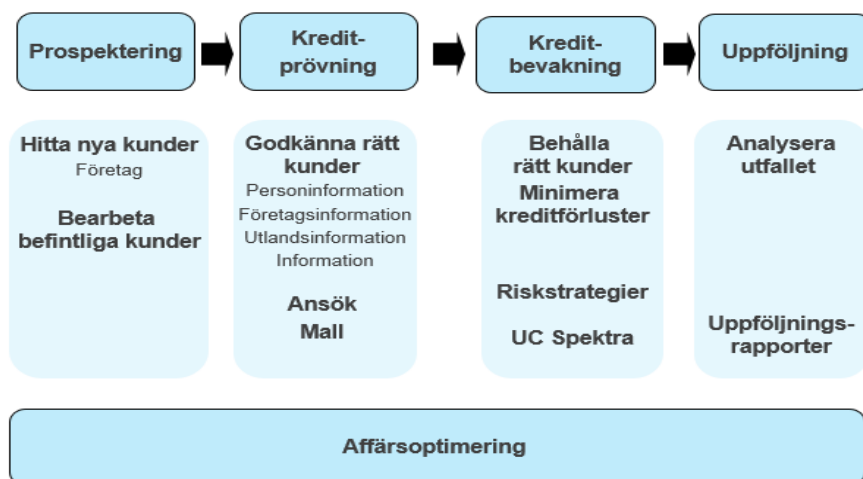 Prospektering
Kredit-
prövning
Kredit-
bevakning
Uppföljning
Hitta nya kunder
Företag
Bearbeta
befintliga kunder
Godkänna rätt
kunder
Personinformation
Företagsinformation
Utlandsinformation
Information
Ansök
Mall
Behålla
rätt kunder
Minimera
kreditförluster
Riskstrategier
UC Spektra
Analysera
utfallet
Uppföljnings-
rapporter
Affärsoptimering